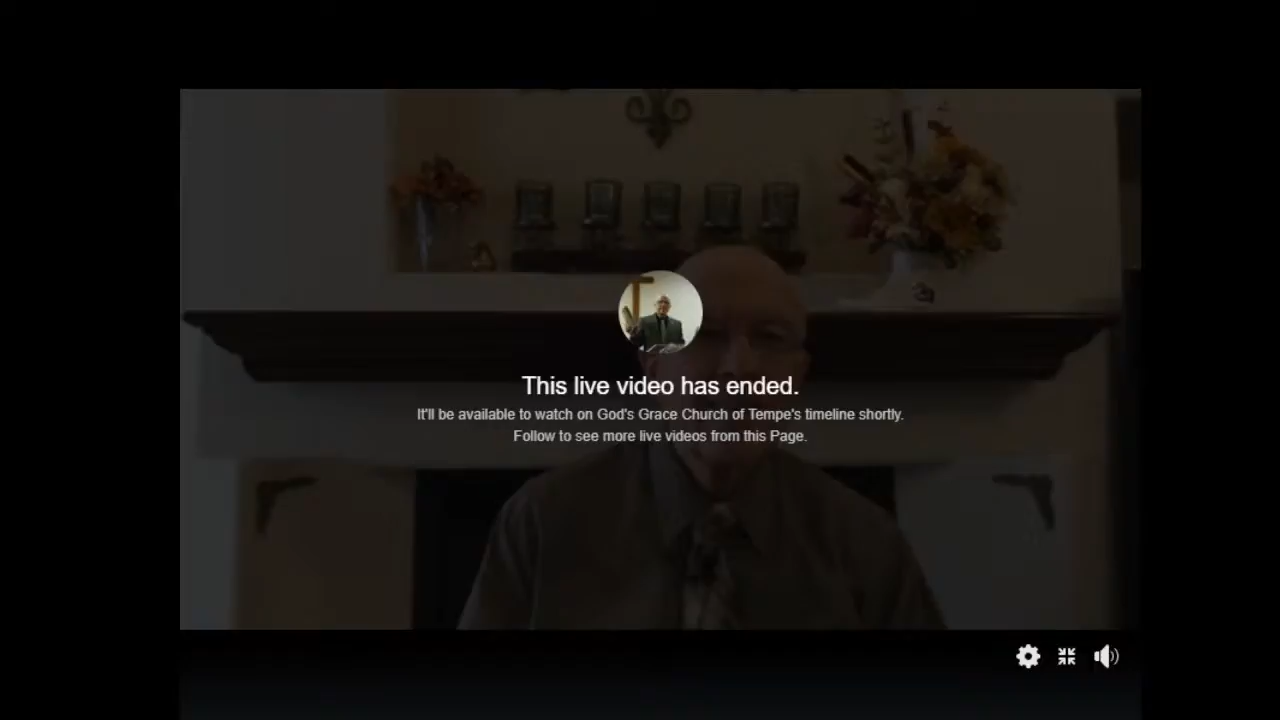 This live video has ended.
It'll be available to watch on God's Grace Church of Tempe's timeline shortly.
Follow to see more live videos from this Page.